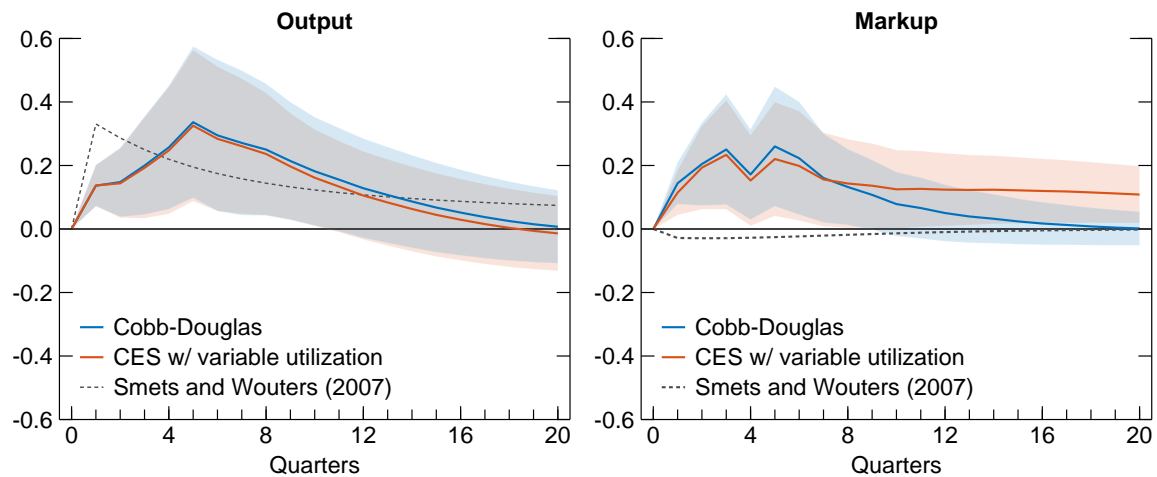 Output
0.6
0.4
0.2
0.0
-0.2
-0.4
-0.6
Cobb-Douglas
CES w/ variable utilization
Smets and Wouters (2007)
0 4 8 12 16 20
Quarters
Markup
0.6
0.4
0.2
0.0
-0.2
-0.4
-0.6
Cobb-Douglas
CES w/ variable utilization
Smets and Wouters (2007)
0 4 8 12 16 20
Quarters